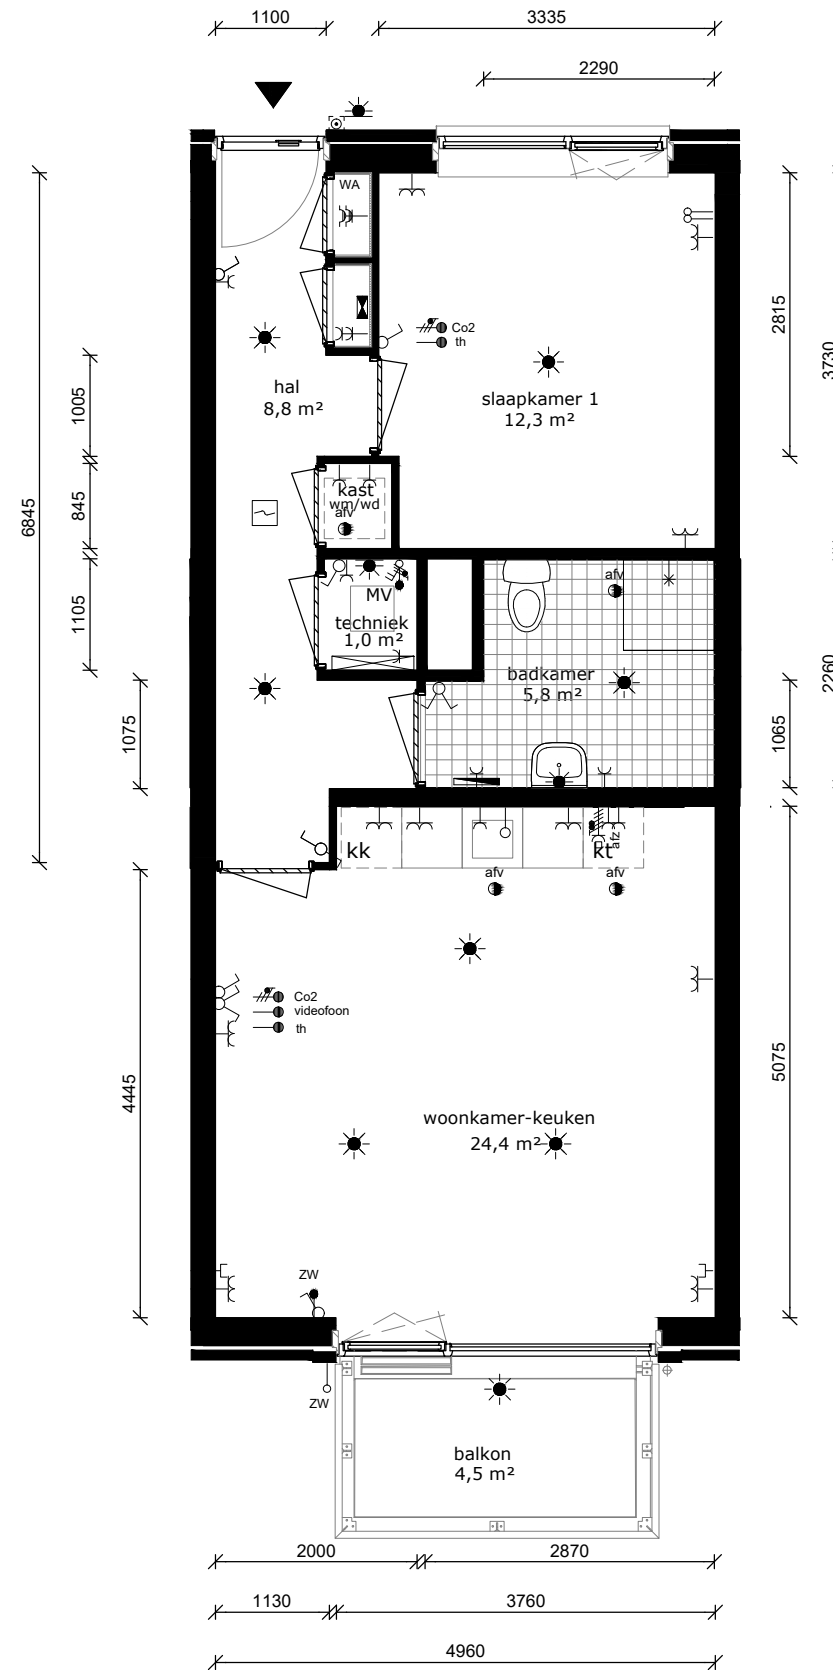 1100
3335
2290
WA
2815
3730
Co2
th
1005
hal
8,8 m²
slaapkamer 1
12,3 m²
6845
845
kast
wm/wd
afv
1105
MV
techniek
1,0 m²
afv
badkamer
5,8 m²
2260
1075
1065
kk
kt
afz
afv
afv
Co2
videofoon
th
4445
5075
woonkamer-keuken
24,4 m²
ZW
ZW
balkon
4,5 m²
2000
2870
1130
3760
4960